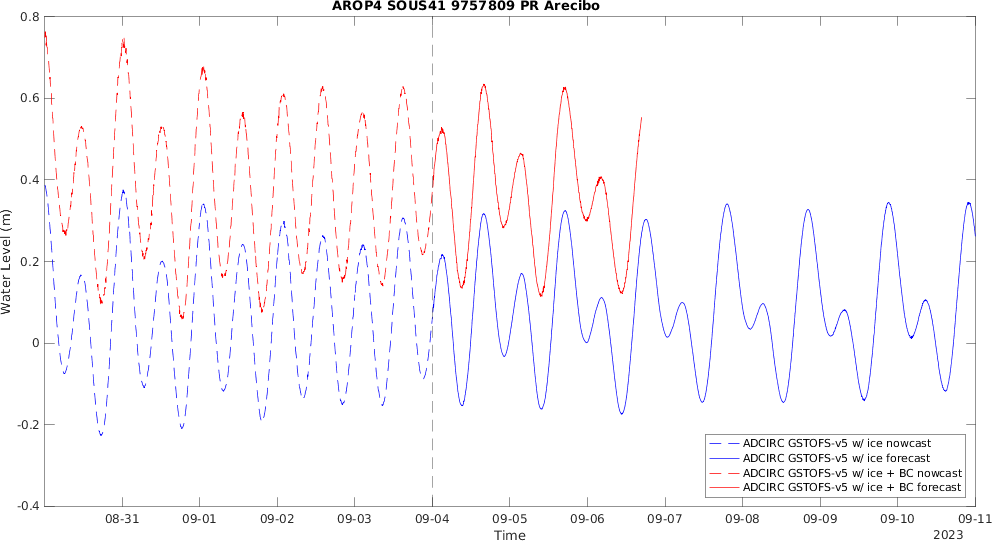 AROP4 SOUS41 9757809 PR Arecibo
0.8
0.6
0.4
0.2
0
-0.2
-0.4
Water Level (m)
ADCIRC GSTOFS-v5 w/ ice nowcast
ADCIRC GSTOFS-v5 w/ ice forecast
ADCIRC GSTOFS-v5 w/ ice + BC nowcast
ADCIRC GSTOFS-v5 w/ ice + BC forecast
08-31 09-01 09-02 09-03 09-04 09-05 09-06 09-07 09-08 09-09 09-10 09-11
Time
2023